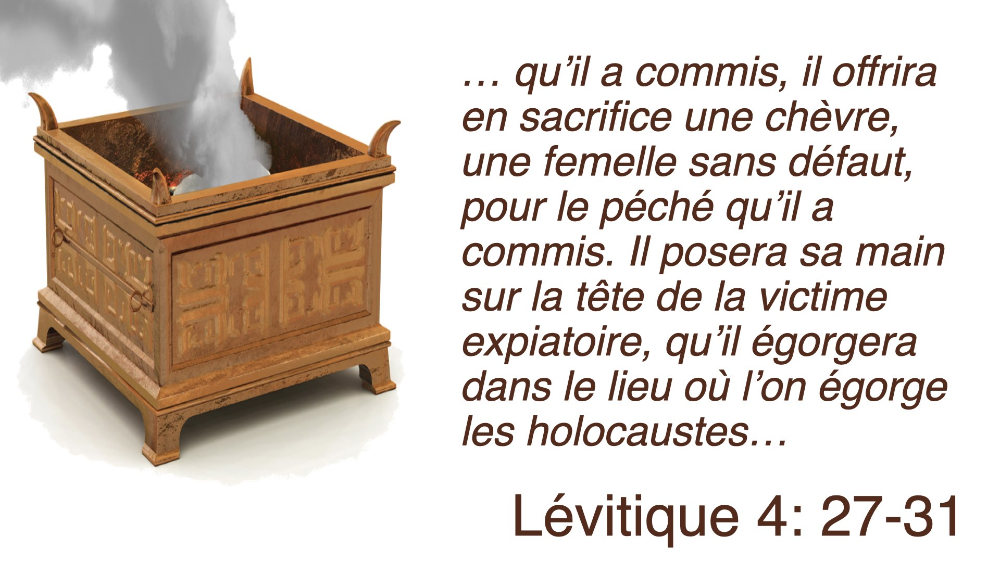 … qu’il a commis, il offrira
en sacrifice une chèvre,
une femelle sans défaut,
pour le péché qu’il a
commis. Il posera sa main
sur la tête de la victime
expiatoire, qu’il égorgera
dans le lieu où l’on égorge
les holocaustes…
Lévitique 4: 27-31